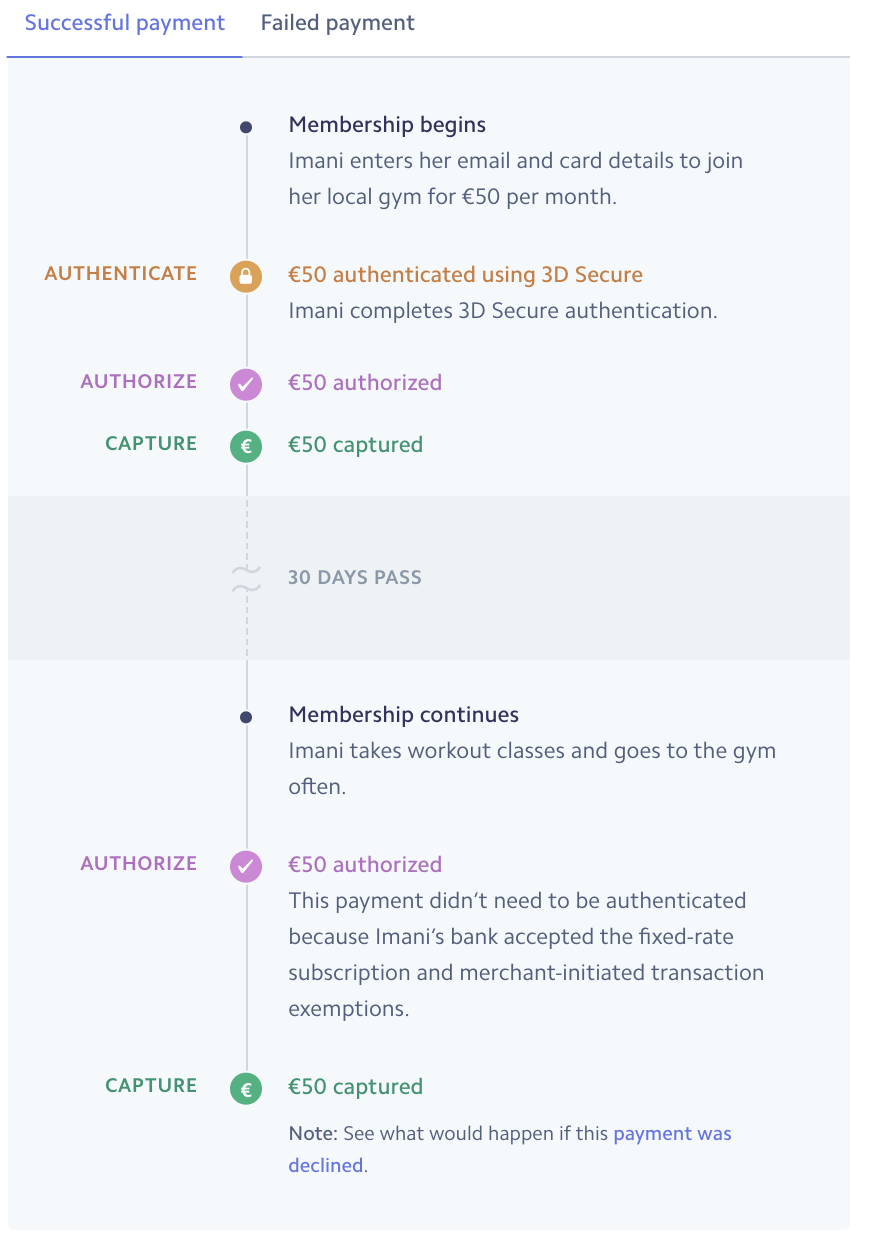 Successful payment Failed payment
Membership begins
Imani enters her email and card details to join
her local gym for €50 per month.
AUTHENTICATE €50 authenticated using 3D Secure
Imani completes 3D Secure authentication.
AUTHORIZE €50 authorized
CAPTURE € €50 captured
30 DAYS PASS
Membership continues
Imani takes workout classes and goes to the gym
often.
AUTHORIZE €50 authorized
This payment didn’t need to be authenticated
because Imani’s bank accepted the fixed-rate
subscription and merchant-initiated transaction
exemptions.
CAPTURE € €50 captured
Note: See what would happen if this payment was
declined.